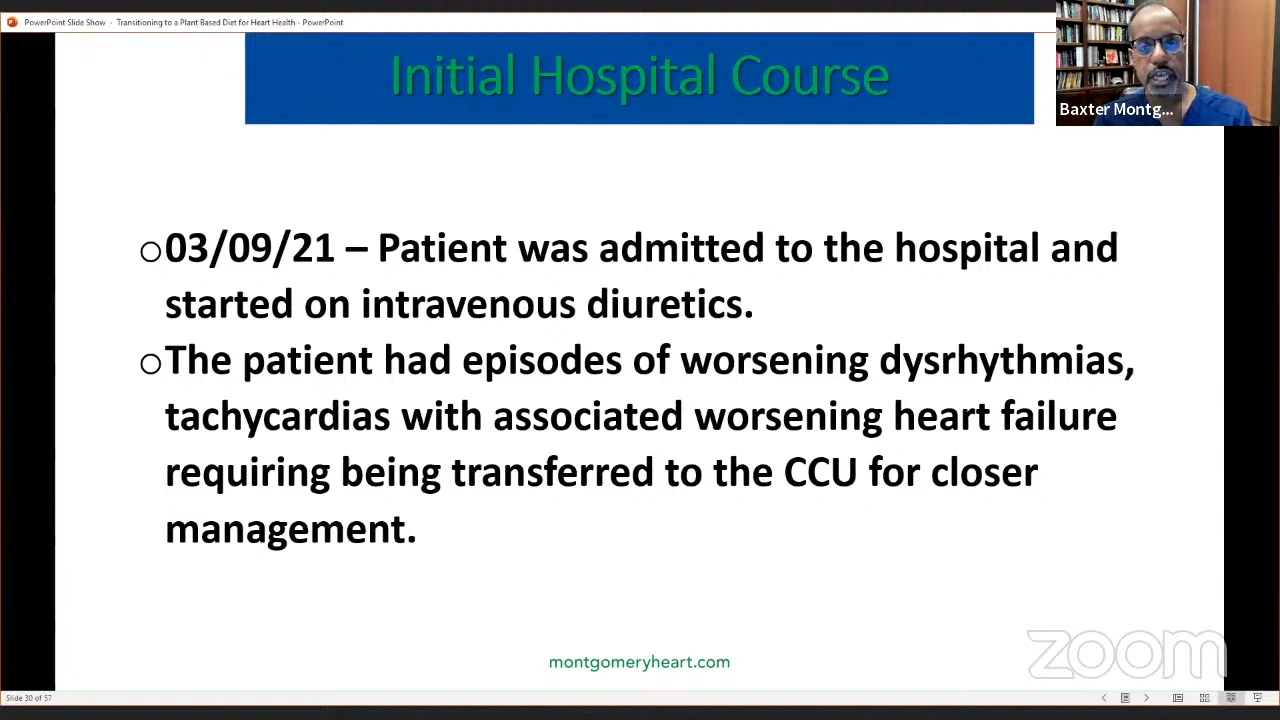 PowerPoint Slide Show - Transitioning to a Plant Based Diet for Heart Health - PowerPoint
Initial Hospital Course
Baxter Montg...
○03/09/21 – Patient was admitted to the hospital and
started on intravenous diuretics.
○The patient had episodes of worsening dysrhythmias,
tachycardias with associated worsening heart failure
requiring being transferred to the CCU for closer
management.
montgomeryheart.com
zoom
Slide 30 of 57